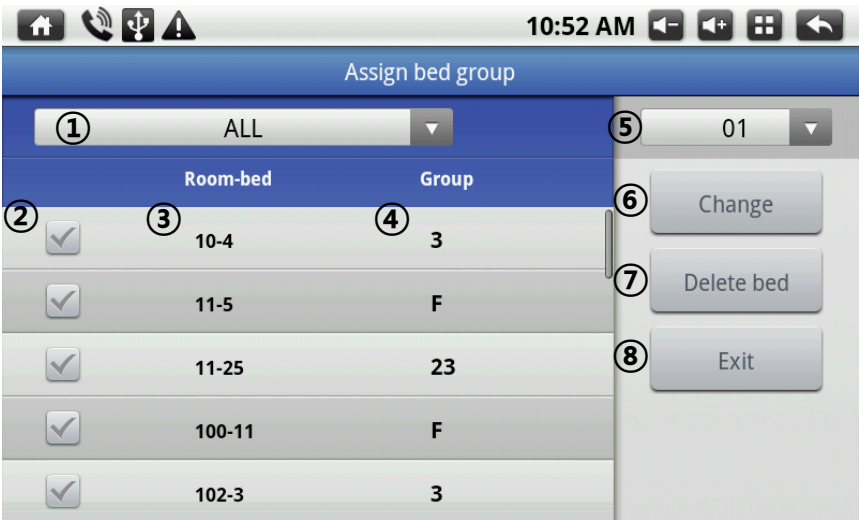 10:52 AM
Assign bed group
① ALL ⑤ 01
Room-bed Group
② ③ ④ ⑥ Change
10-4 3
⑦ Delete bed
11-5 F
⑧ Exit
11-25 23
100-11 F
102-3 3